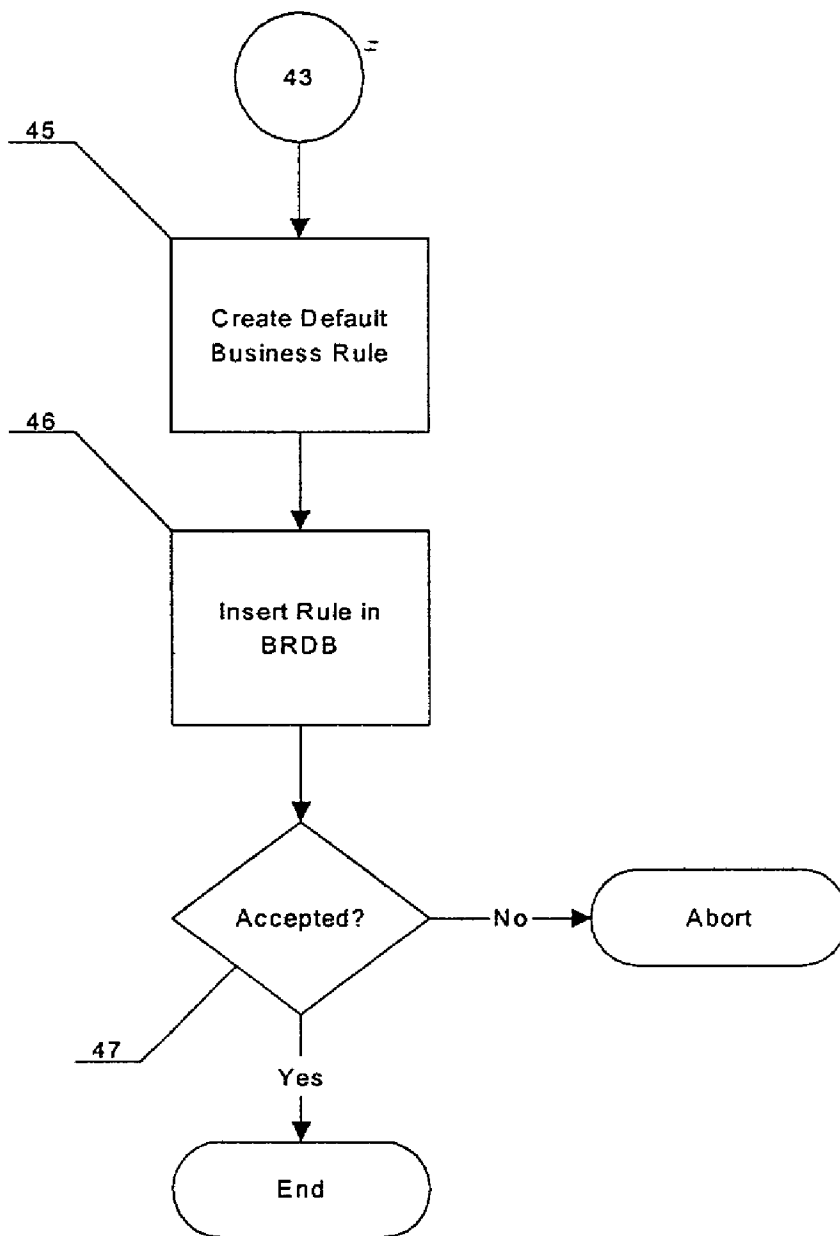 43
45
Create Default
Business Rule
46
Insert Rule in
BRDB
Accepted?
No
Abort
47
Yes
End